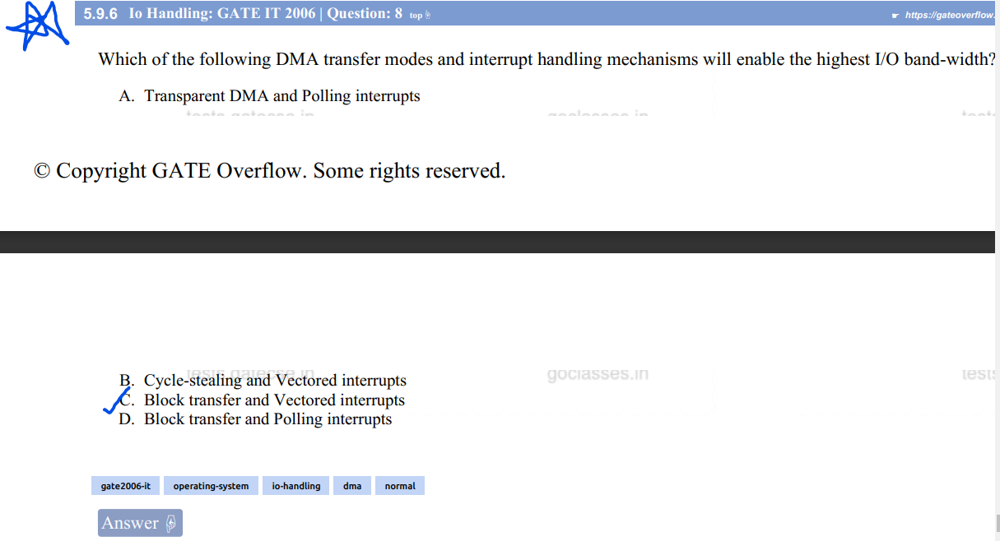 5.9.6 Io Handling: GATE IT 2006 | Question: 8 top
https://gateoverflow.
Which of the following DMA transfer modes and interrupt handling mechanisms will enable the highest I/O band-width?
A. Transparent DMA and Polling interrupts
© Copyright GATE Overflow. Some rights reserved.
B. Cycle-stealing and Vectored interrupts
goclasses.in
C. Block transfer and Vectored interrupts
D. Block transfer and Polling interrupts
gate2006-it operating-system io-handling dma normal
Answer